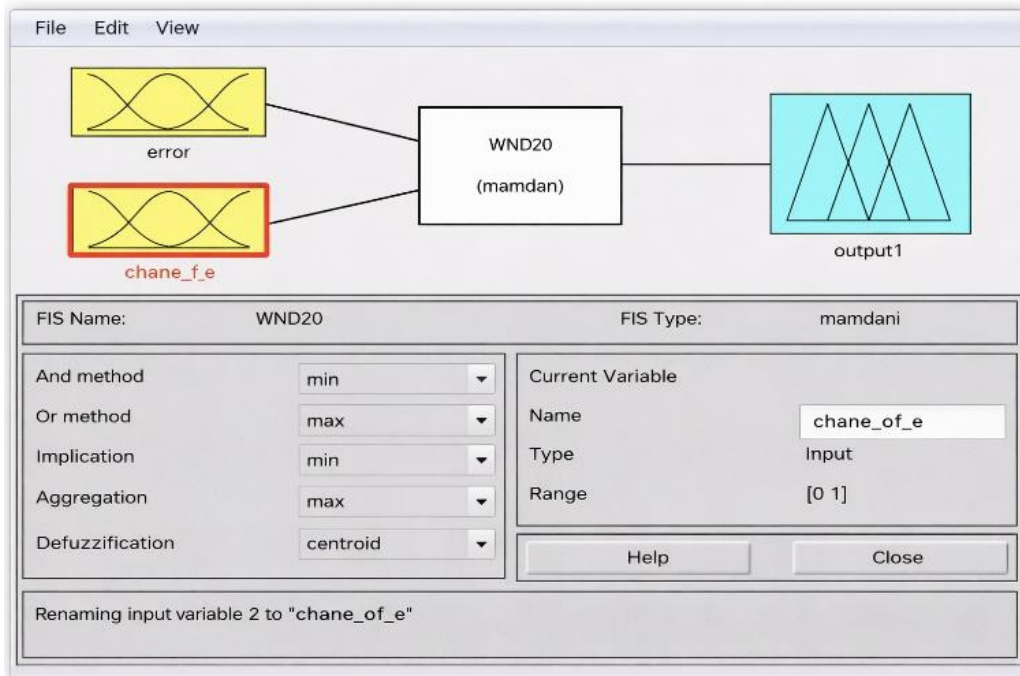 File Edit View
error
WND20
(mamdan)
output1
chane_f_e
FIS Name: WND20 FIS Type: mamdani
And method min
Or method max
Implication min
Aggregation max
Defuzzification centroid
Current Variable
Name chane_of_e
Type Input
Range [0 1]
Help Close
Renaming input variable 2 to "chane_of_e"